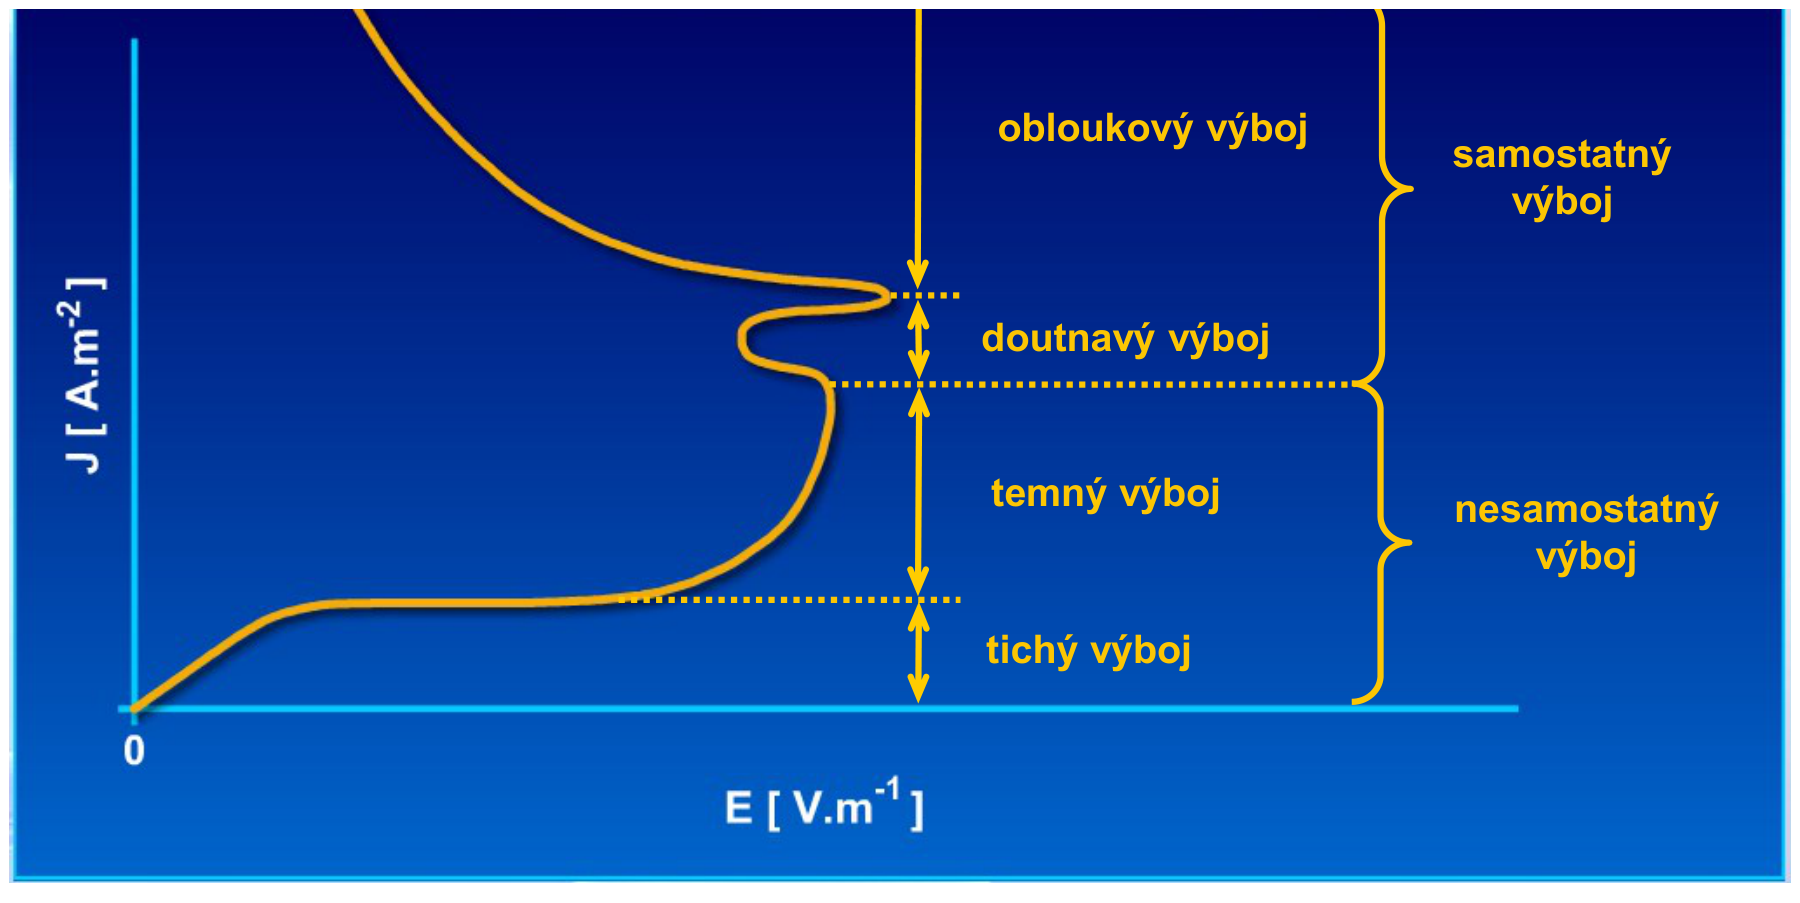 obloukový výboj
samostatný
výboj
doutnavý výboj
J [ A.m-2 ]
temný výboj
nesamostatný
výboj
tichý výboj
0
E [ V.m-1 ]